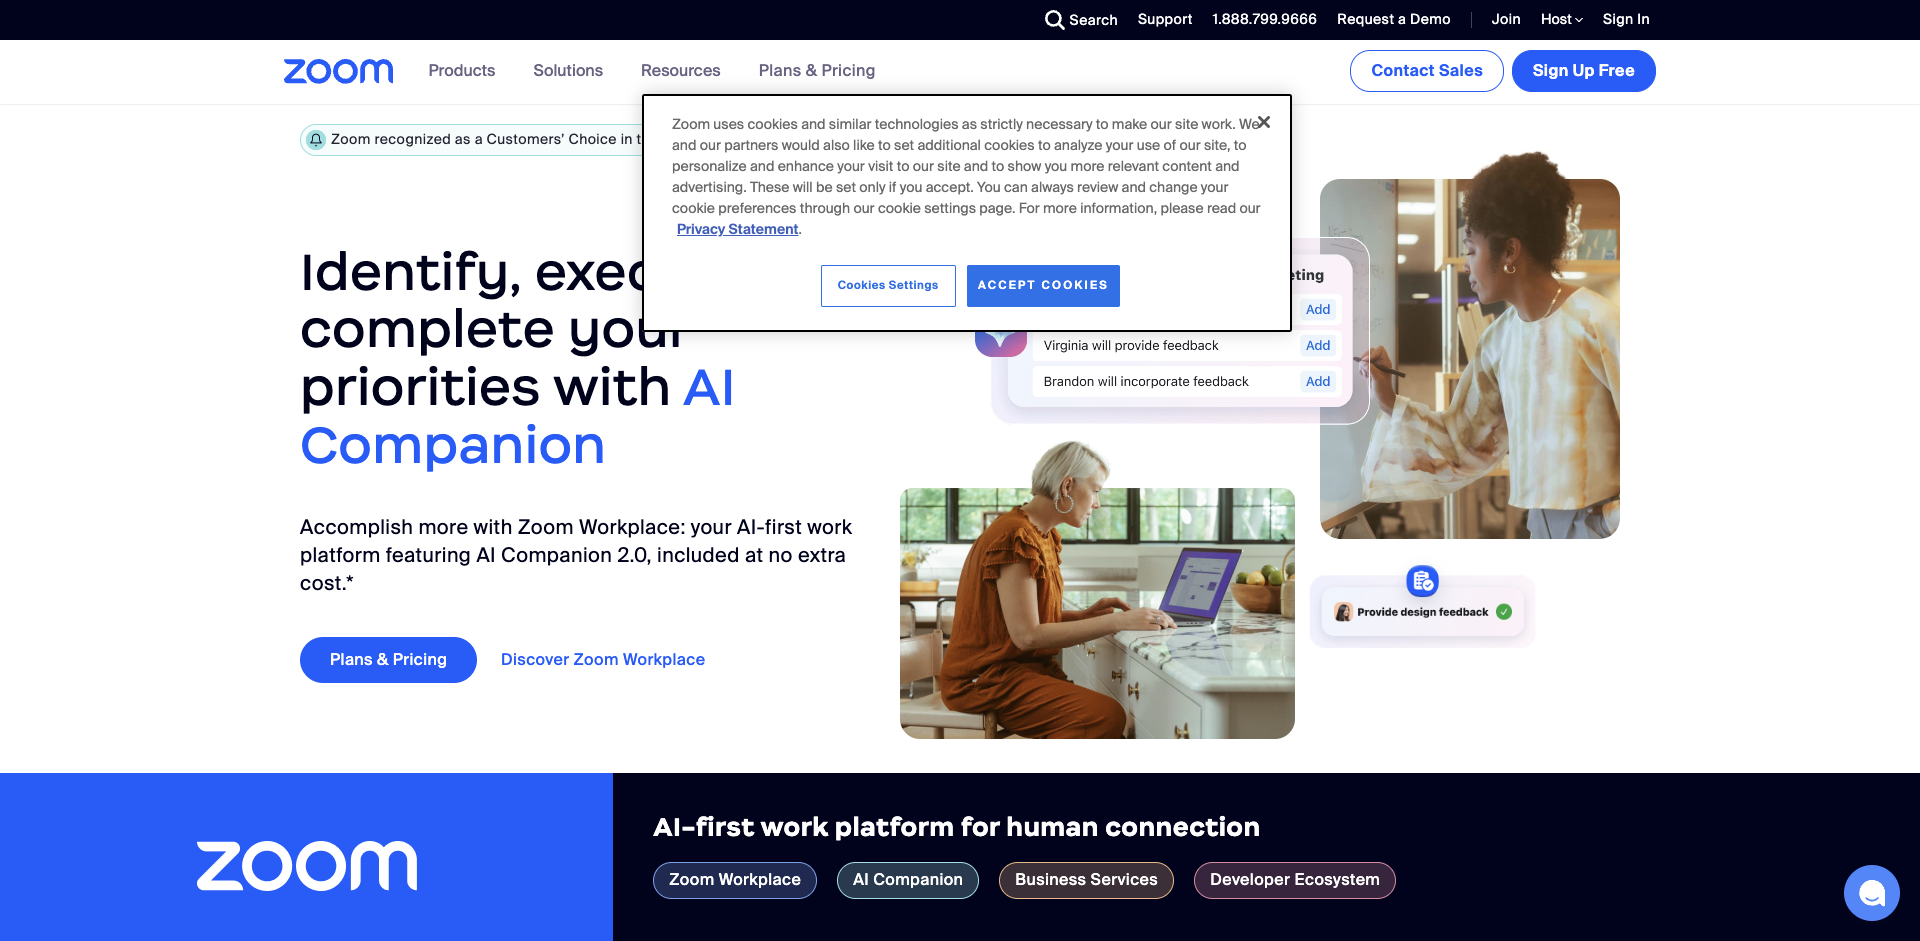 Search
Support
1.888.799.9666
Request a Demo
Join
Host
Sign In
zoom
Products
Solutions
Resources
Plans & Pricing
Contact Sales
Sign Up Free
Zoom recognized as a Customers’ Choice in
Zoom uses cookies and similar technologies as strictly necessary to make our site work. We
and our partners would also like to set additional cookies to analyze your use of our site, to
personalize and enhance your visit to our site and to show you more relevant content and
advertising. These will be set only if you accept. You can always review and change your
cookie preferences through our cookie settings page. For more information, please read our
Privacy Statement.
Cookies Settings
ACCEPT COOKIES
Identify,
complete your
priorities with AI
Companion
Accomplish more with Zoom Workplace: your AI-first work
platform featuring AI Companion 2.0, included at no extra
cost.*
Plans & Pricing
Discover Zoom Workplace
Add
Virginia will provide feedback
Add
Brandon will incorporate feedback
Add
Provide design feedback
zoom
AI-first work platform for human connection
Zoom Workplace
AI Companion
Business Services
Developer Ecosystem